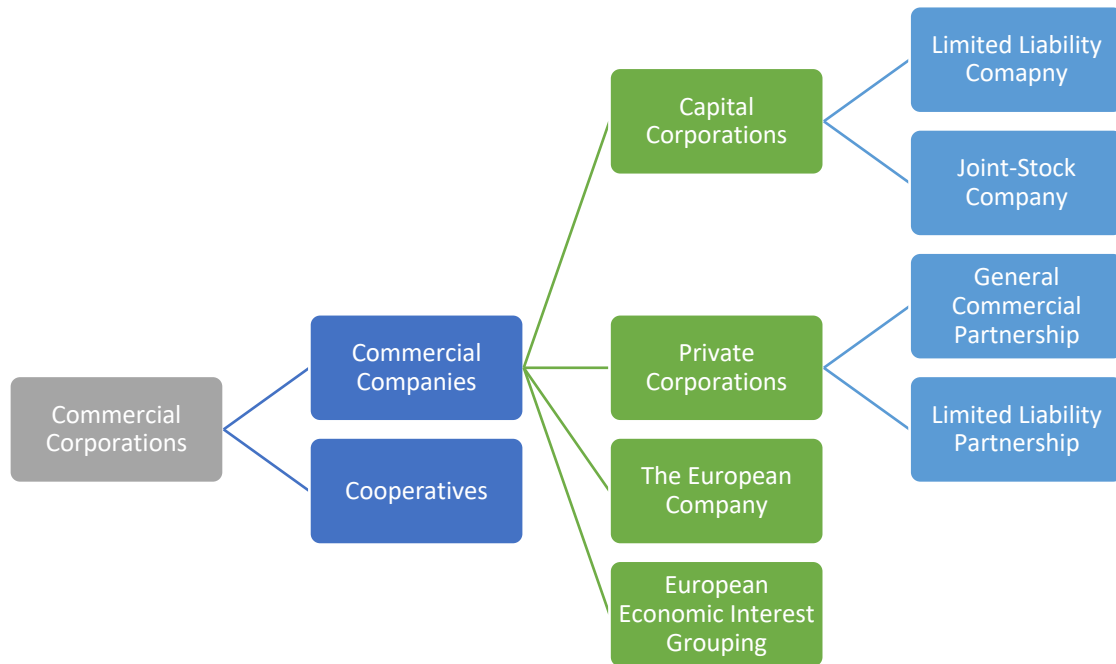 Commercial
Corporations
Commercial
Companies
Cooperatives
Capital
Corporations
Private
Corporations
The European
Company
European
Economic Interest
Grouping
Limited Liability
Comapny
Joint-Stock
Company
General
Commercial
Partnership
Limited Liability
Partnership